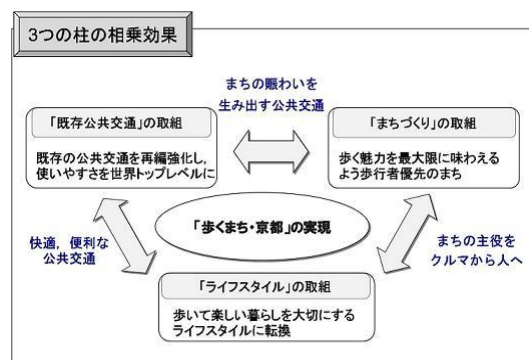 3つの柱の相乗効果
まちの賑わいを
生み出す公共交通
「既存公共交通」の取組
既存の公共交通を再編強化し,
使いやすさを世界トップレベルに
「まちづくり」の取組
歩く魅力を最大限に味わえる
よう歩行者優先のまち
「歩くまち・京都」の実現
快適，便利な
公共交通
まちの主役を
クルマから人へ
「ライフスタイル」の取組
歩いて楽しい暮らしを大切にする
ライフスタイルに転換